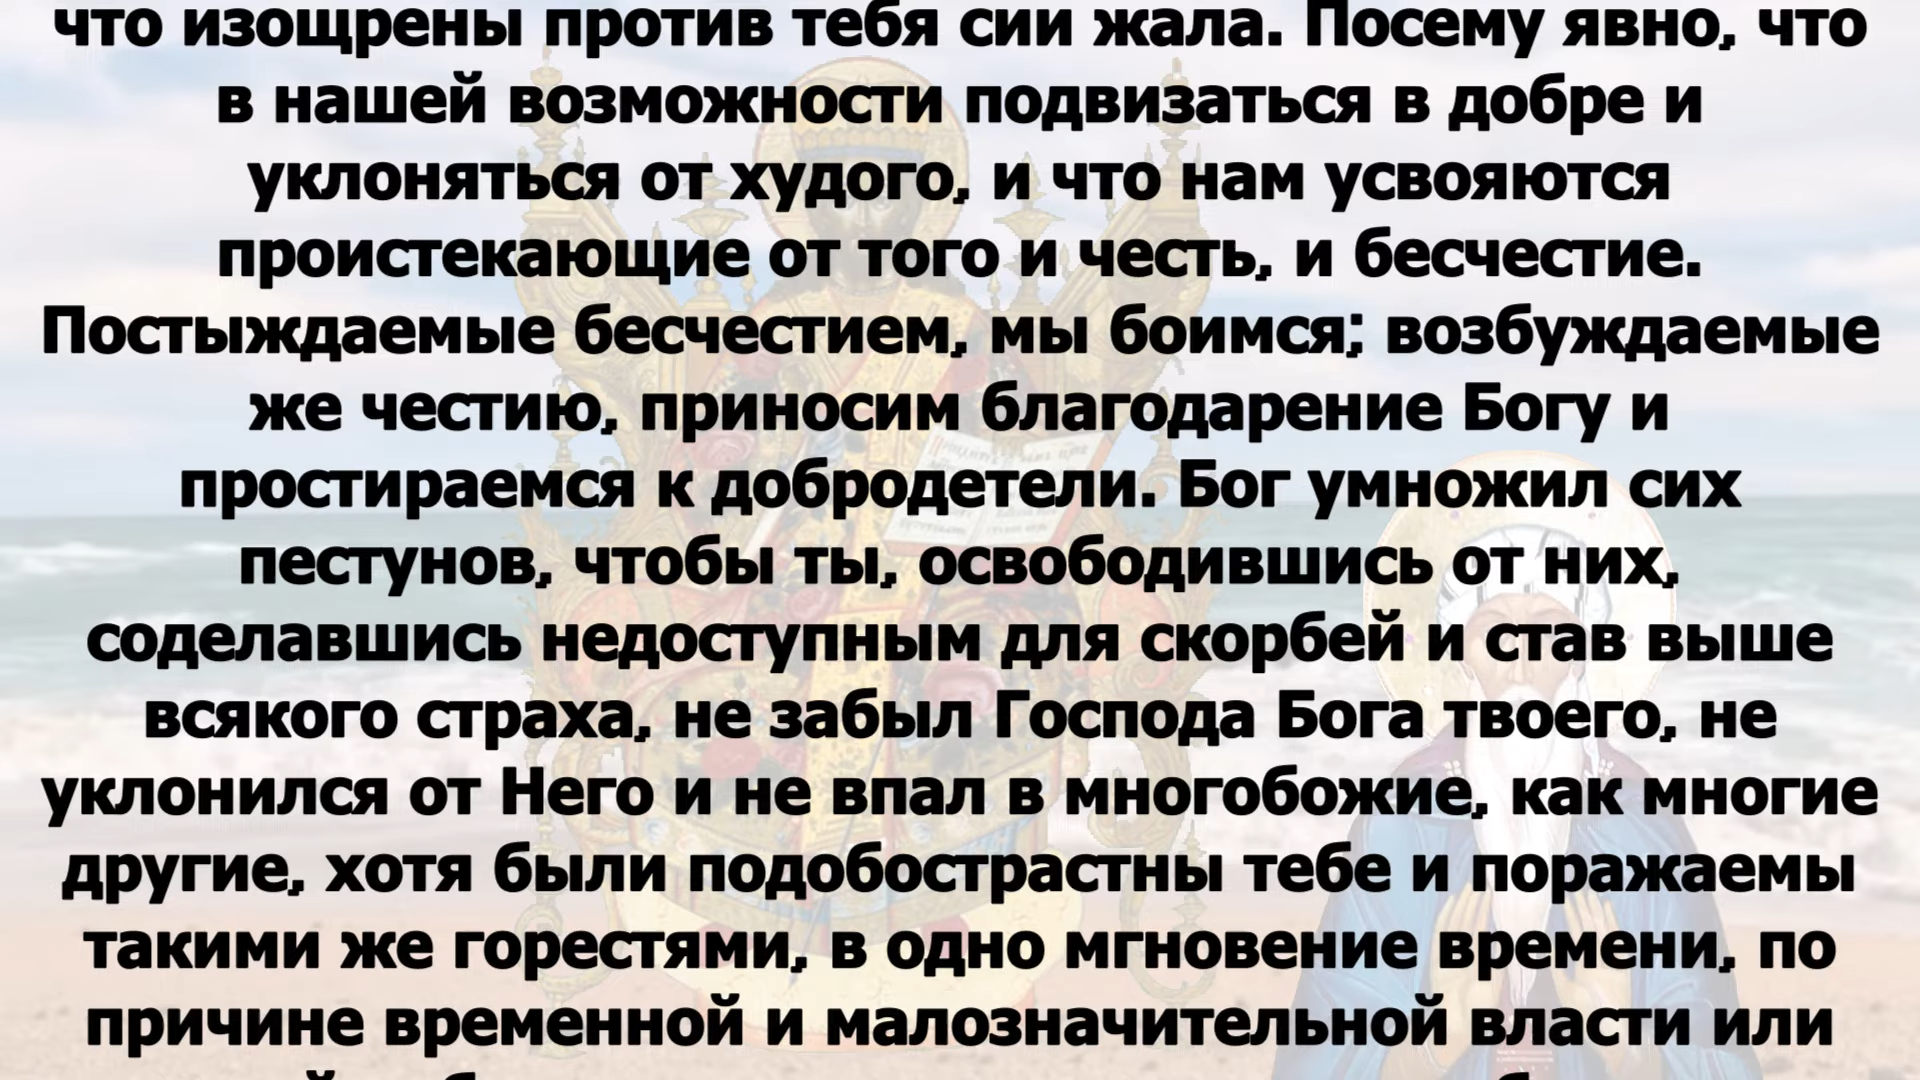 что изощрены против тебя сии жала. Посему явно, что
в нашей возможности подвизаться в добре и
уклоняться от худого, и что нам усвояются
проистекающие от того и честь, и бесчестие.
Постыждаемые бесчестием, мы боимся; возбуждаемые
же честию, приносим благодарение Богу и
простираемся к добродетели. Бог умножил сих
пестунов, чтобы ты, освободившись от них,
соделавшись недоступным для скорбей и став выше
всякого страха, не забыл Господа Бога твоего, не
уклонился от Него и не впал в многобожие, как многие
другие, хотя были подобострастны тебе и поражаемы
такими же горестями, в одно мгновение времени, по
причине временной и малозначительной власти или